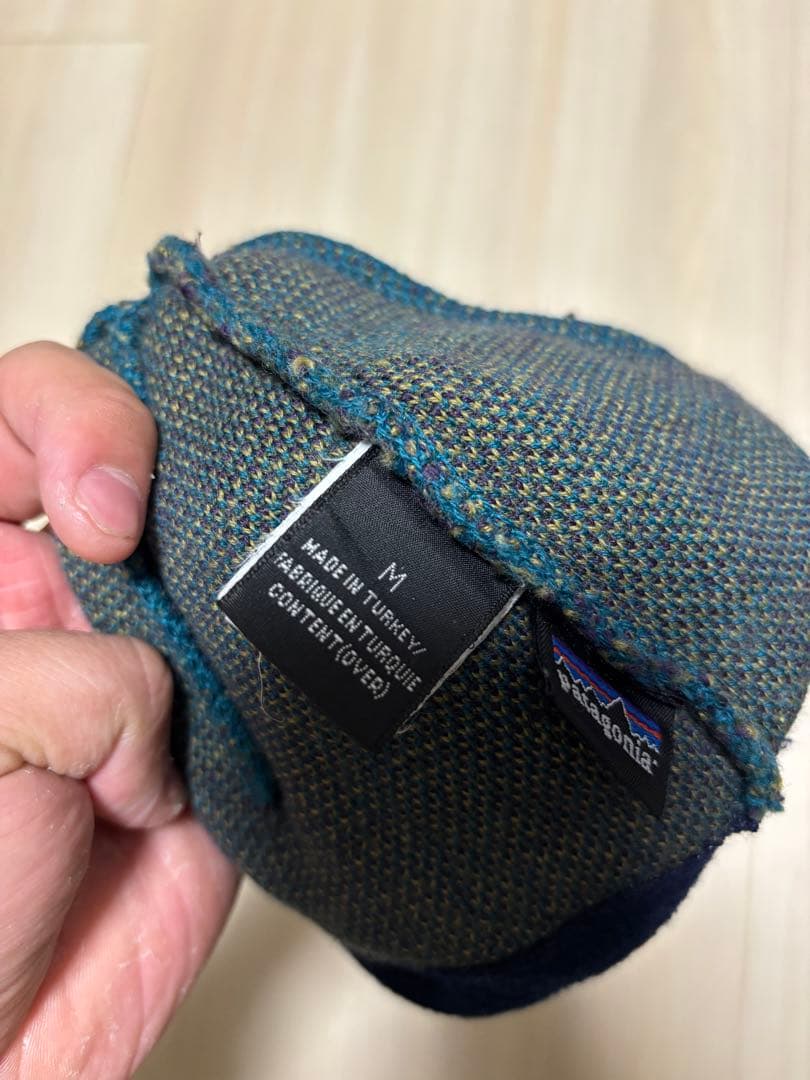 M
MADE IN TURKEY/
FABRIQUE EN TURQUIE
CONTENT(OVER)
patagonia